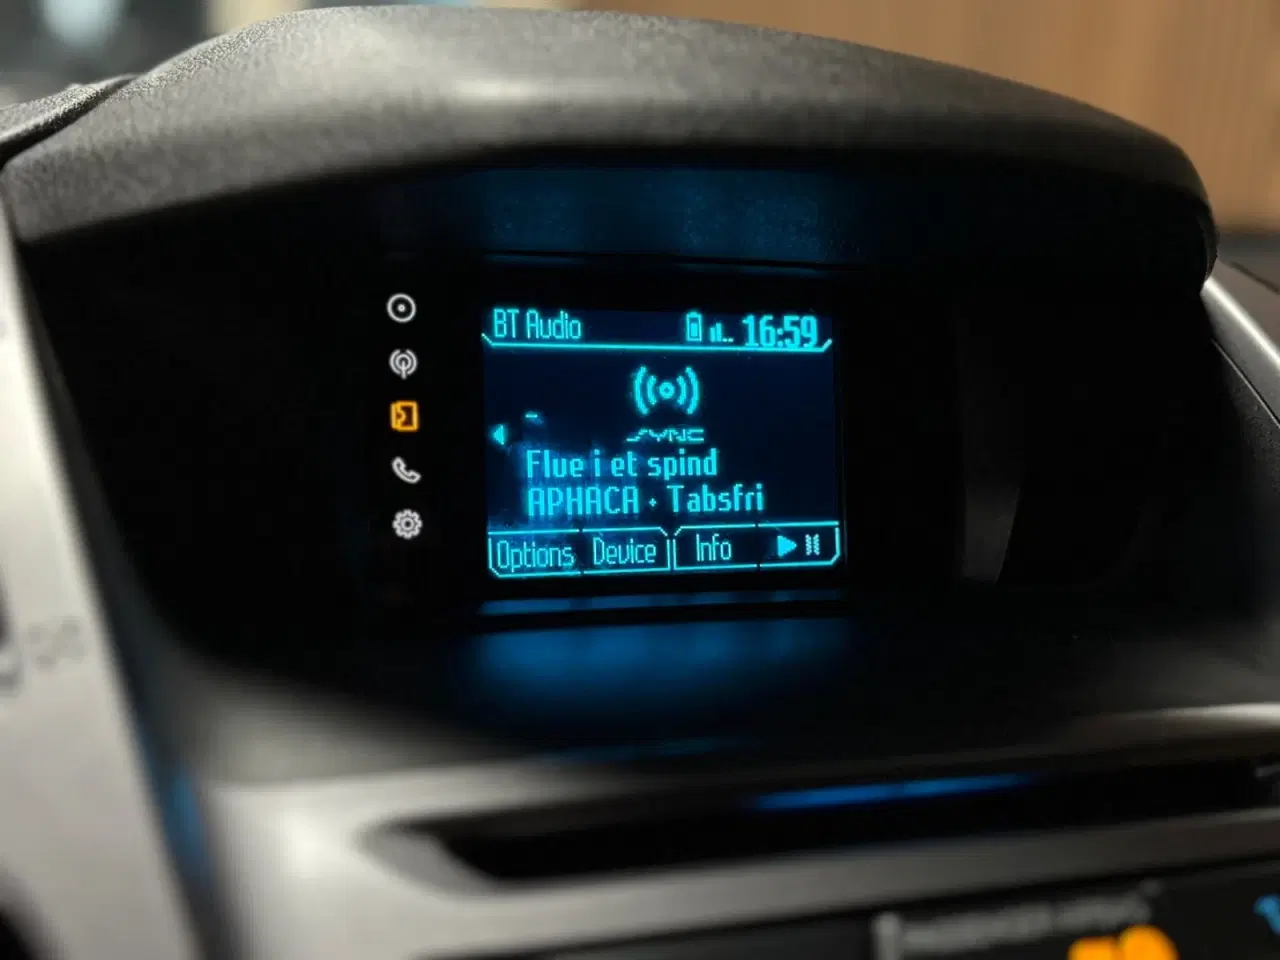 BT Audio 16:59
SYNC
Flue i et spind
APHACA · Tabsfri
Options Device Info